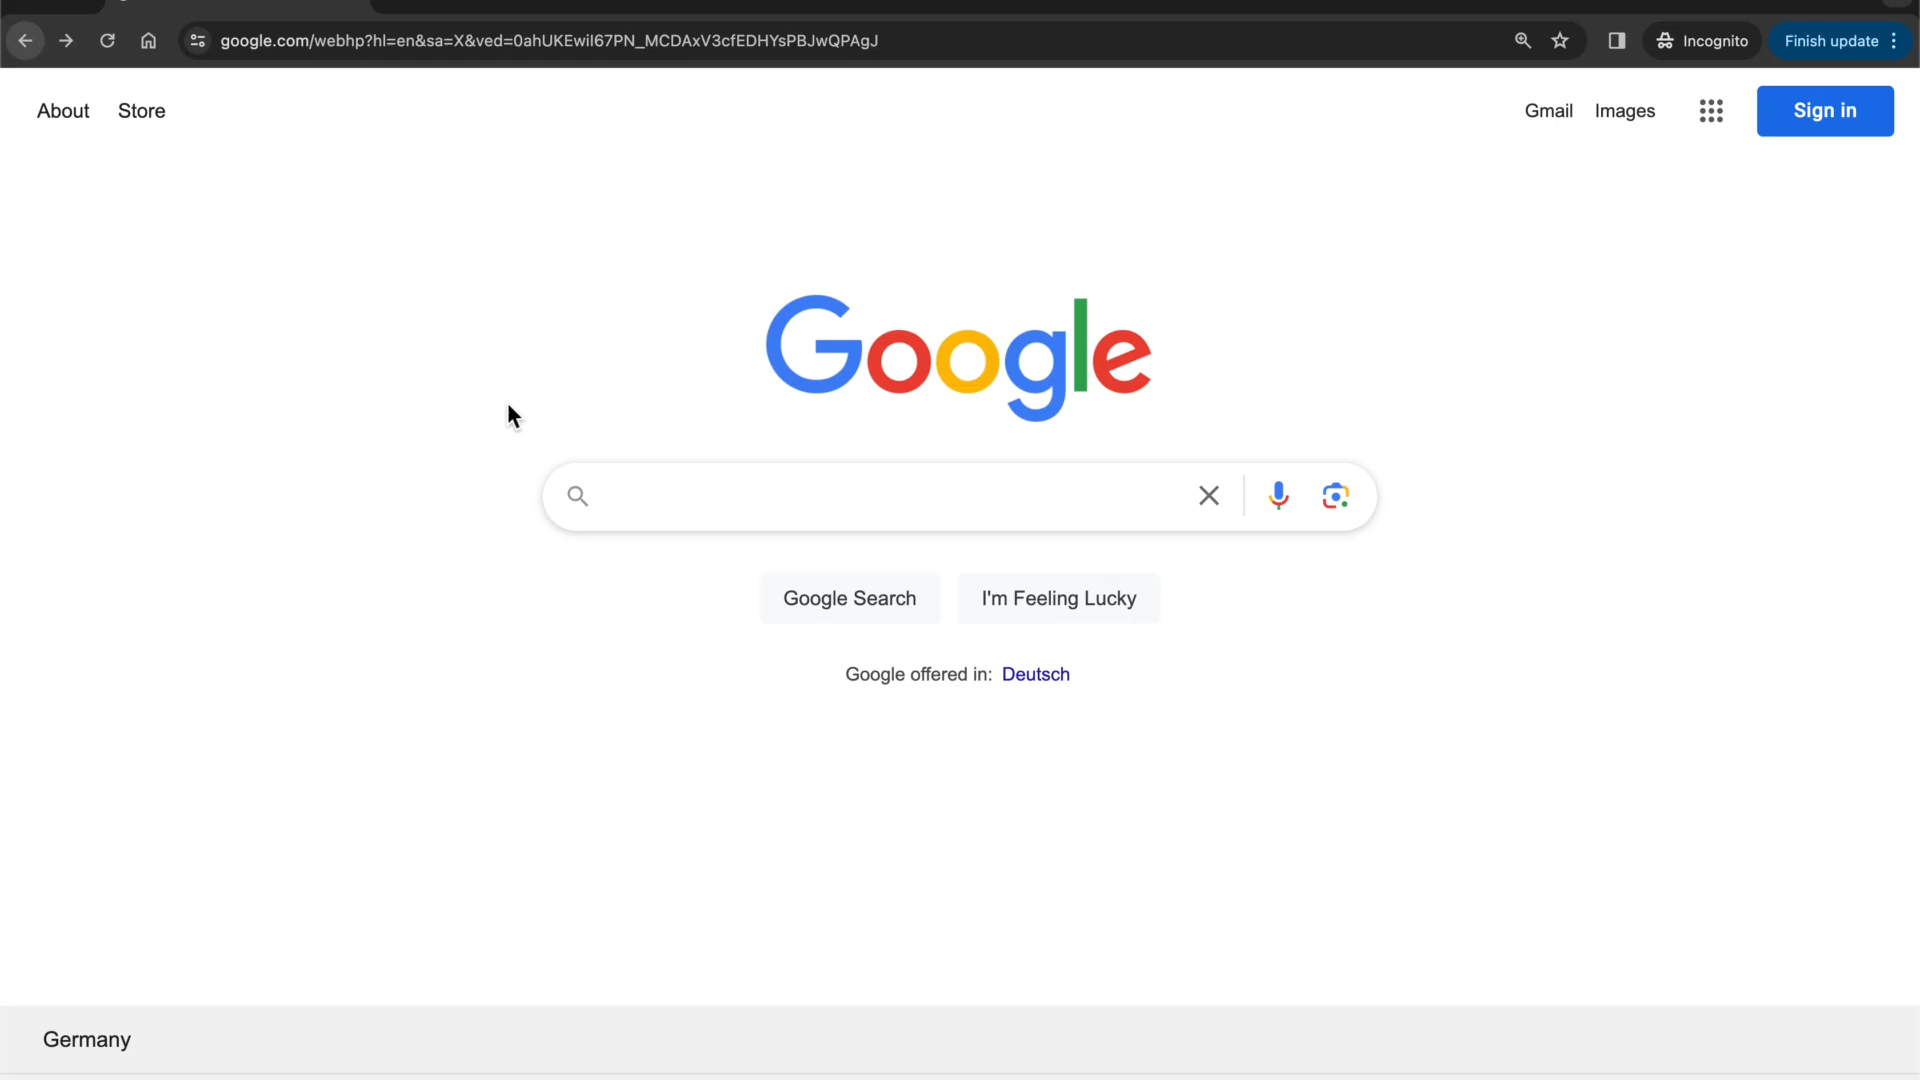 google.com/webhp?hl=en&sa=X&ved=0ahUKEwil67PN_MCDAxV3cfEDHYsPBJwQPAgJ
Incognito
Finish update
About Store
Gmail Images
Sign in
Google
Google Search I'm Feeling Lucky
Google offered in: Deutsch
Germany